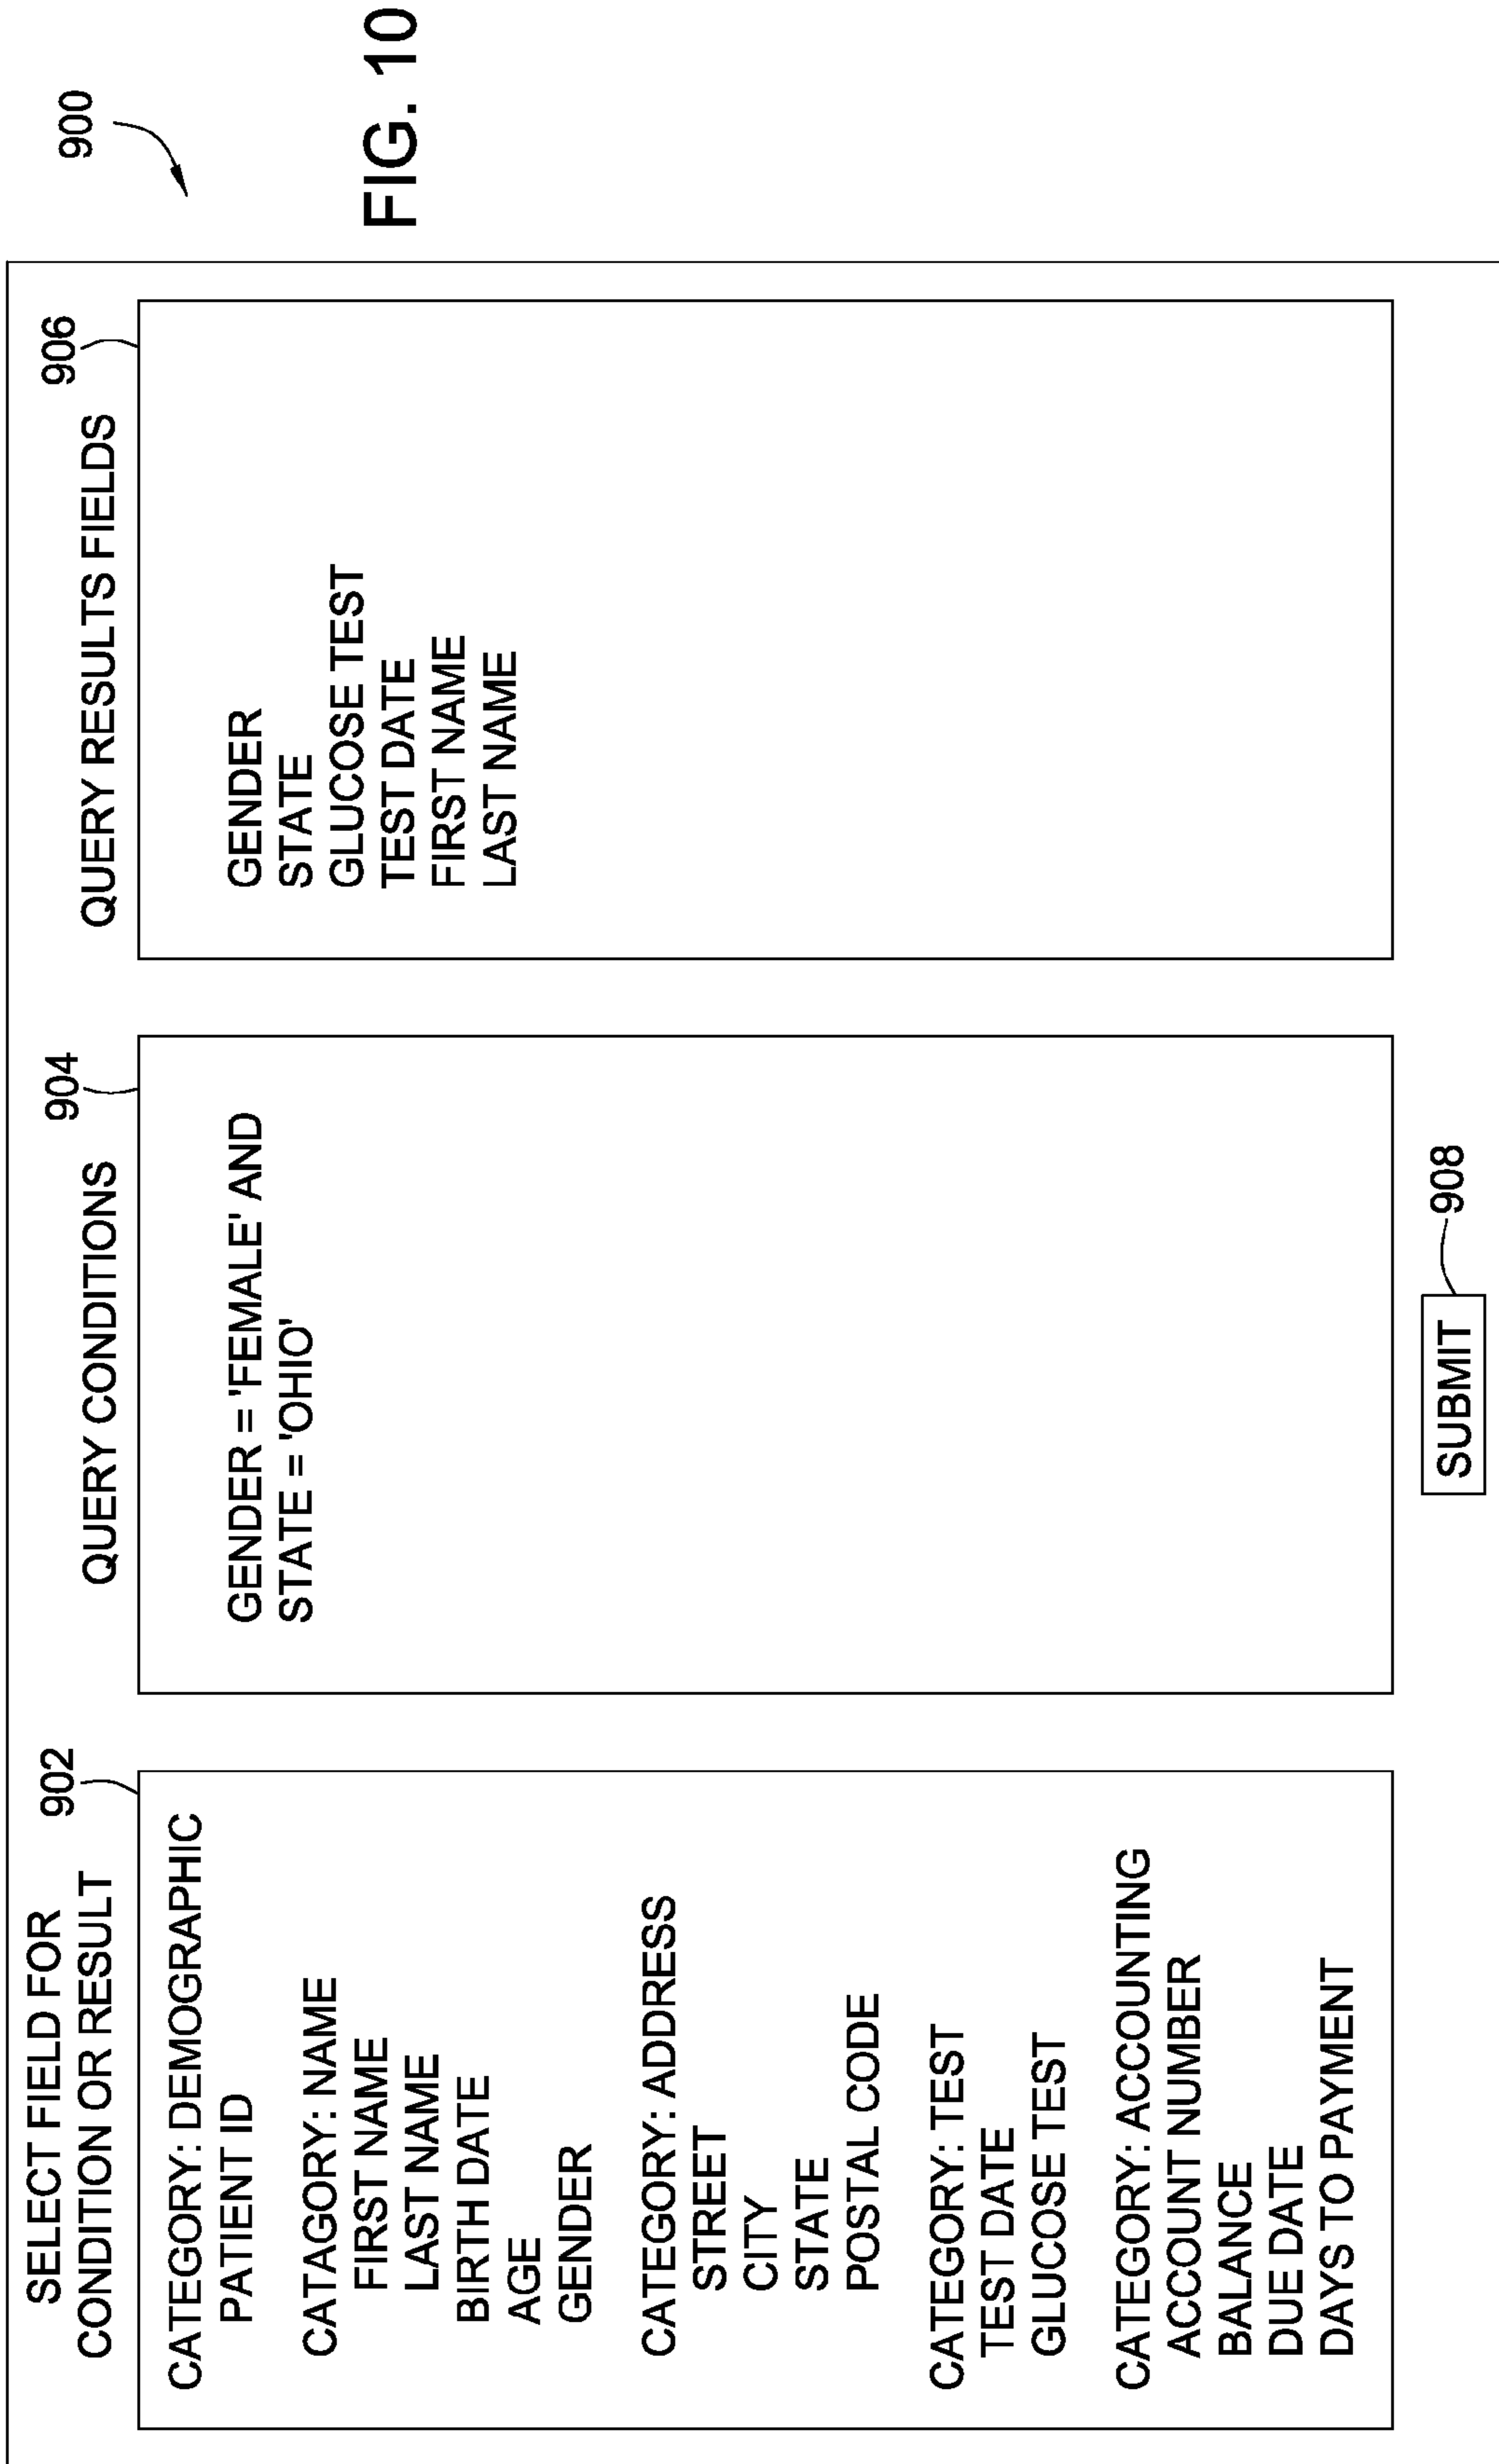 900
FIG. 10
SELECT FIELD FOR
CONDITION OR RESULT
902
CATEGORY: DEMOGRAPHIC
PATIENT ID
CATAGORY: NAME
FIRST NAME
LAST NAME
BIRTH DATE
AGE
GENDER
CATEGORY: ADDRESS
STREET
CITY
STATE
POSTAL CODE
CATEGORY: TEST
TEST DATE
GLUCOSE TEST
CATEGORY: ACCOUNTING
ACCOUNT NUMBER
BALANCE
DUE DATE
DAYS TO PAYMENT
QUERY CONDITIONS
904
GENDER = 'FEMALE' AND
STATE = 'OHIO'
SUBMIT
908
QUERY RESULTS FIELDS
906
GENDER
STATE
GLUCOSE TEST
TEST DATE
FIRST NAME
LAST NAME